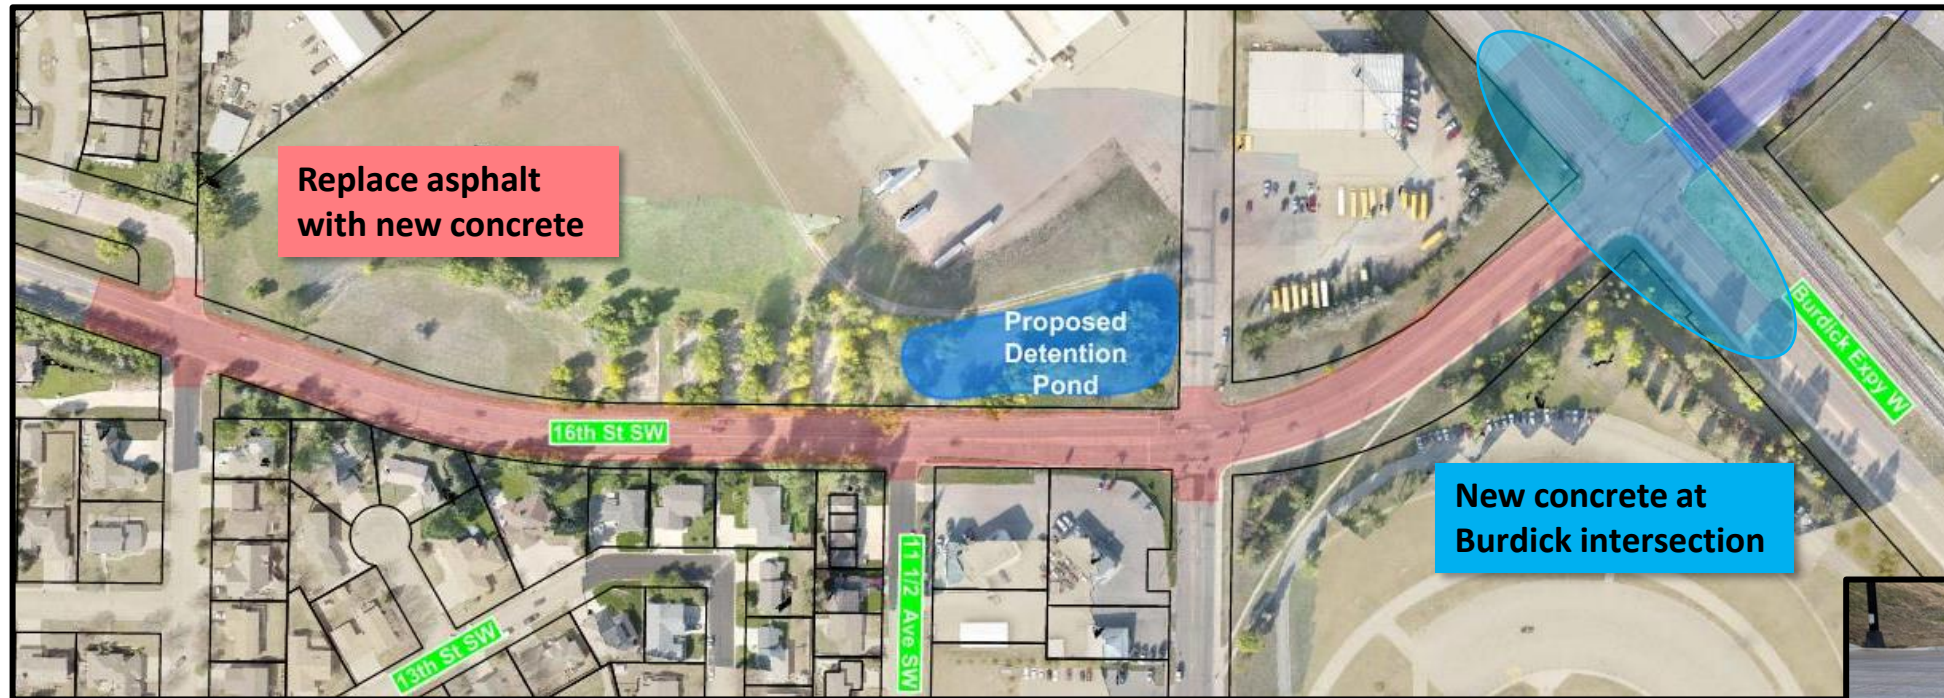 Replace asphalt
with new concrete
Proposed
Detention
Pond
Burdick Expy W
16th St SW
New concrete at
Burdick intersection
11 1/2 Ave SW
13th St SW